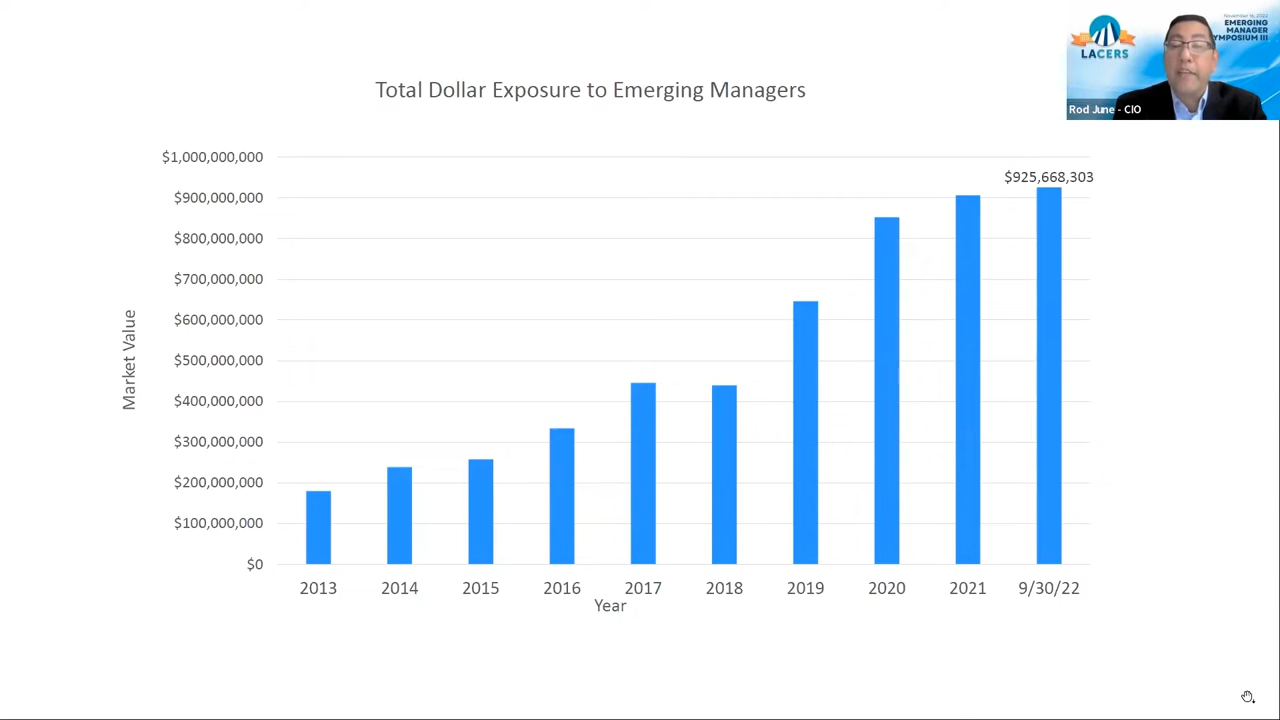 November 16, 2022
EMERGING
MANAGER
SYMPOSIUM III
LACERS
Rod June - CIO
Total Dollar Exposure to Emerging Managers
$1,000,000,000
$925,668,303
$900,000,000
$800,000,000
$700,000,000
$600,000,000
$500,000,000
$400,000,000
$300,000,000
$200,000,000
$100,000,000
$0
Market Value
2013 2014 2015 2016 2017 2018 2019 2020 2021 9/30/22
Year